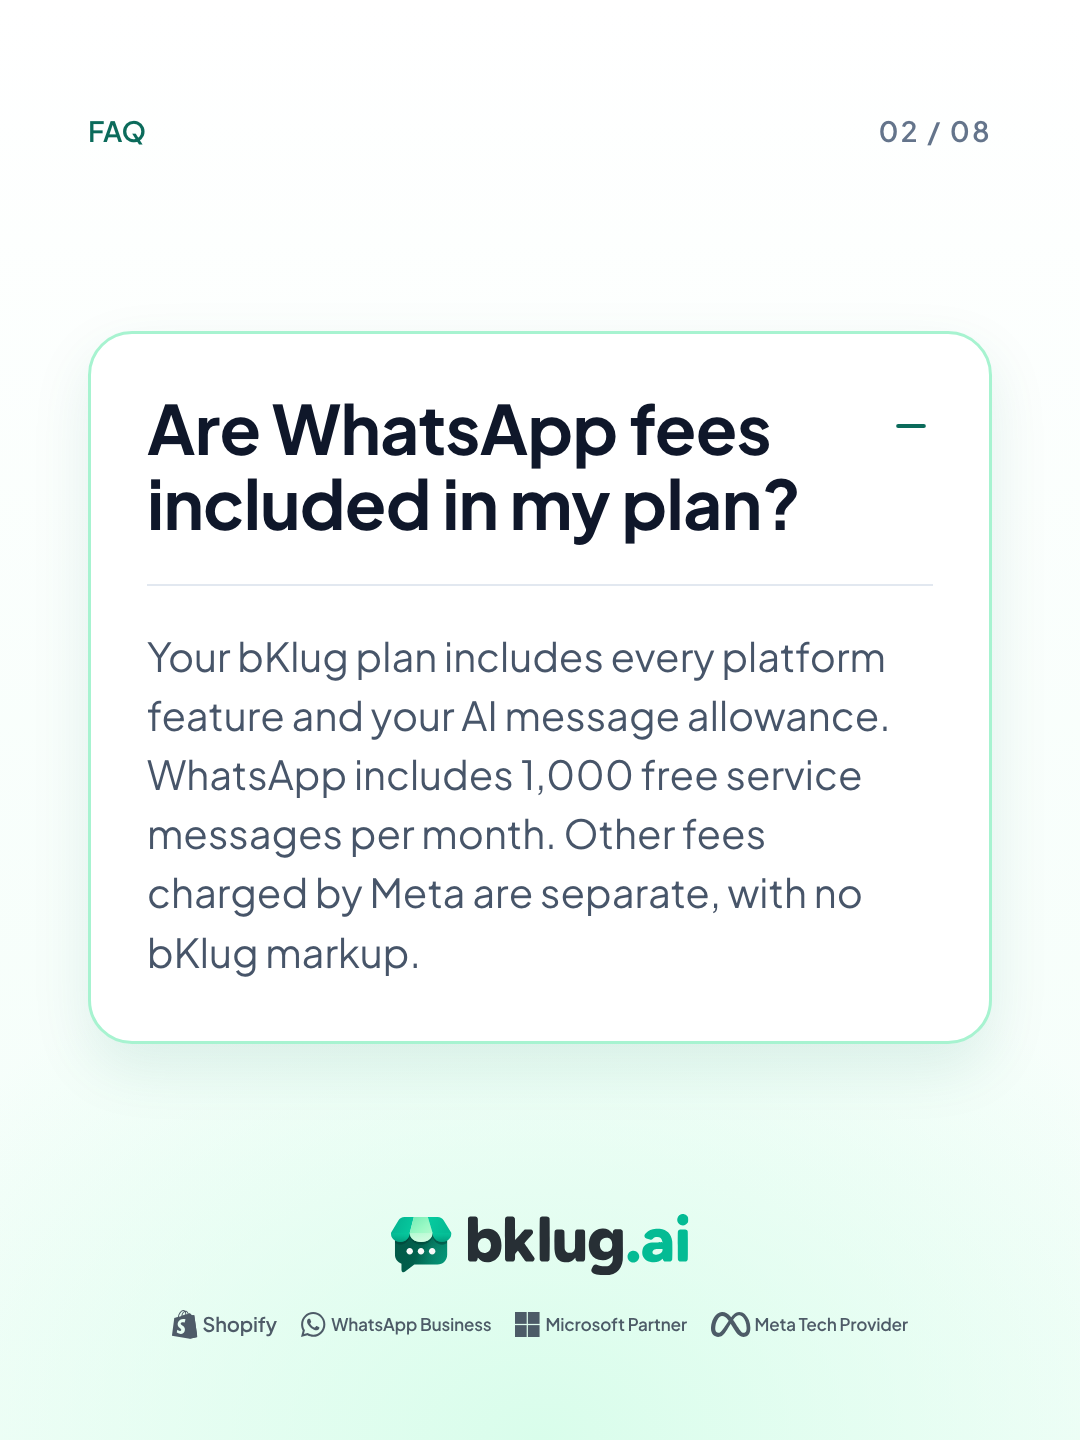 FAQ
02 / 08
Are WhatsApp fees
included in my plan?
Your bKlug plan includes every platform
feature and your AI message allowance.
WhatsApp includes 1,000 free service
messages per month. Other fees
charged by Meta are separate, with no
bKlug markup.
bklug.ai
Shopify WhatsApp Business Microsoft Partner Meta Tech Provider